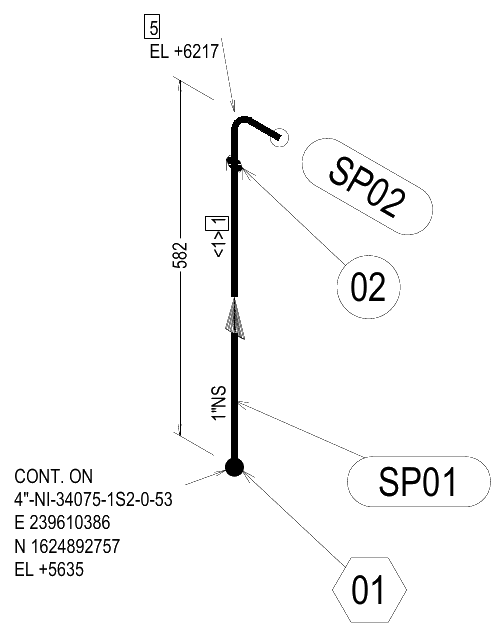 5
EL +6217
SP02
<1> 1
582
02
1"NS
SP01
CONT. ON
4"-NI-34075-1S2-0-53
E 239610386
N 1624892757
EL +5635
01